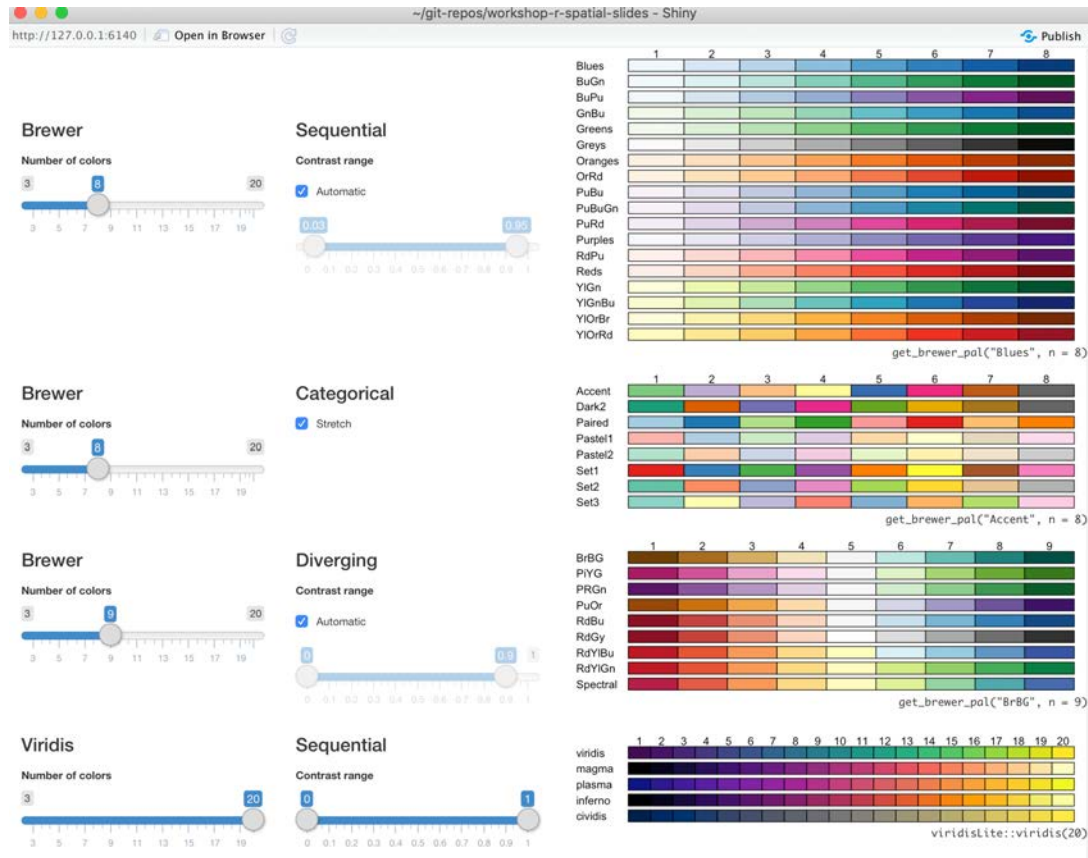 ~/git-repos/workshop-r-spatial-slides - Shiny
http://127.0.0.1:6140 Open in Browser Publish
Brewer
Number of colors
3 8 20
3 5 7 9 11 13 15 17 19
Sequential
Contrast range
Automatic
0.03 0.95
0 0.1 0.2 0.3 0.4 0.5 0.6 0.7 0.8 0.9 1
1 2 3 4 5 6 7 8
Blues
BuGn
BuPu
GnBu
Greens
Greys
Oranges
OrRd
PuBu
PuBuGn
PuRd
Purples
RdPu
Reds
YlGn
YlGnBu
YlOrBr
YlOrRd
get_brewer_pal("Blues", n = 8)
Brewer
Number of colors
3 8 20
3 5 7 9 11 13 15 17 19
Categorical
Stretch
1 2 3 4 5 6 7 8
Accent
Dark2
Paired
Pastel1
Pastel2
Set1
Set2
Set3
get_brewer_pal("Accent", n = 8)
Brewer
Number of colors
3 9 20
3 5 7 9 11 13 15 17 19
Diverging
Contrast range
Automatic
0 0.9 1
0 0.1 0.2 0.3 0.4 0.5 0.6 0.7 0.8 0.9 1
1 2 3 4 5 6 7 8 9
BrBG
PiYG
PRGn
PuOr
RdBu
RdGy
RdYlBu
RdYlGn
Spectral
get_brewer_pal("BrBG", n = 9)
Viridis
Number of colors
3 20
3 5 7 9 11 13 15 17 19
Sequential
Contrast range
0 1
0 0.1 0.2 0.3 0.4 0.5 0.6 0.7 0.8 0.9 1
1 2 3 4 5 6 7 8 9 10 11 12 13 14 15 16 17 18 19 20
viridis
magma
plasma
inferno
cividis
viridisLite::viridis(20)